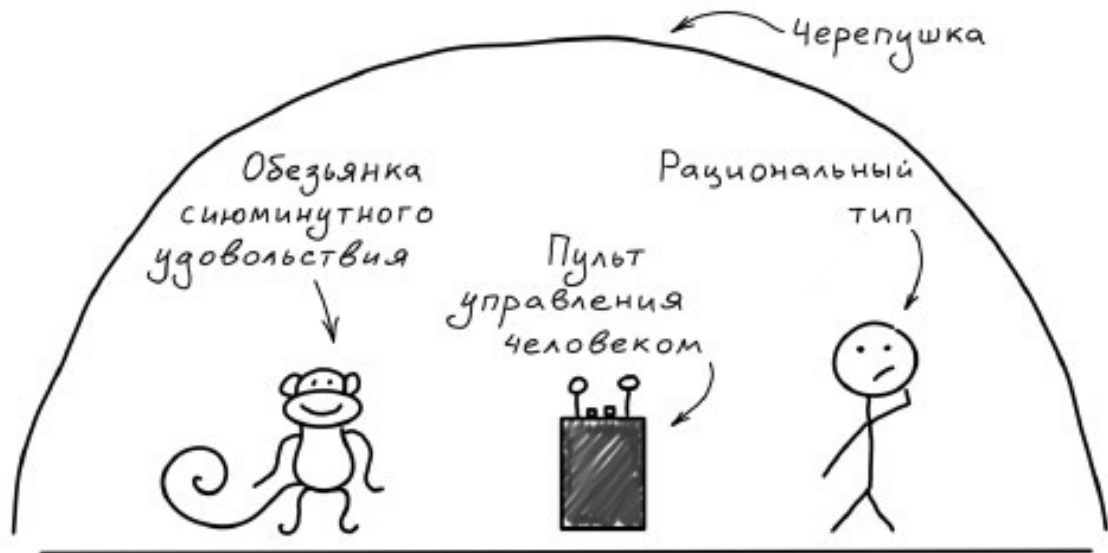 Черепушка
Обезьянка
сиюминутного
удовольствия
Рациональный
тип
Пульт
управления
человеком